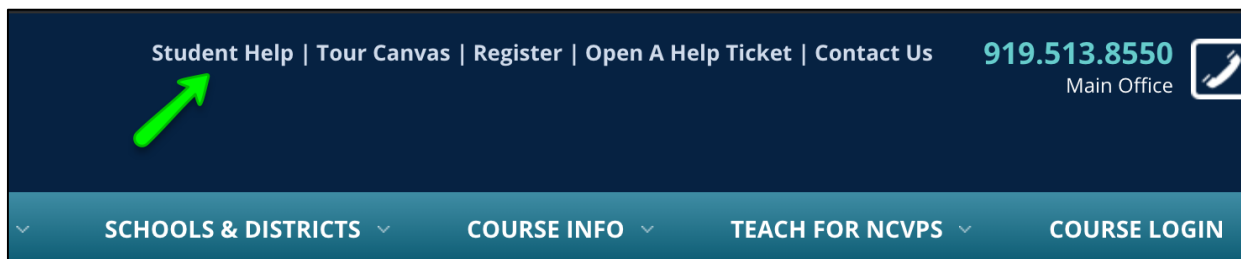 Student Help | Tour Canvas | Register | Open A Help Ticket | Contact Us
919.513.8550
Main Office
SCHOOLS & DISTRICTS
COURSE INFO
TEACH FOR NCVPS
COURSE LOGIN